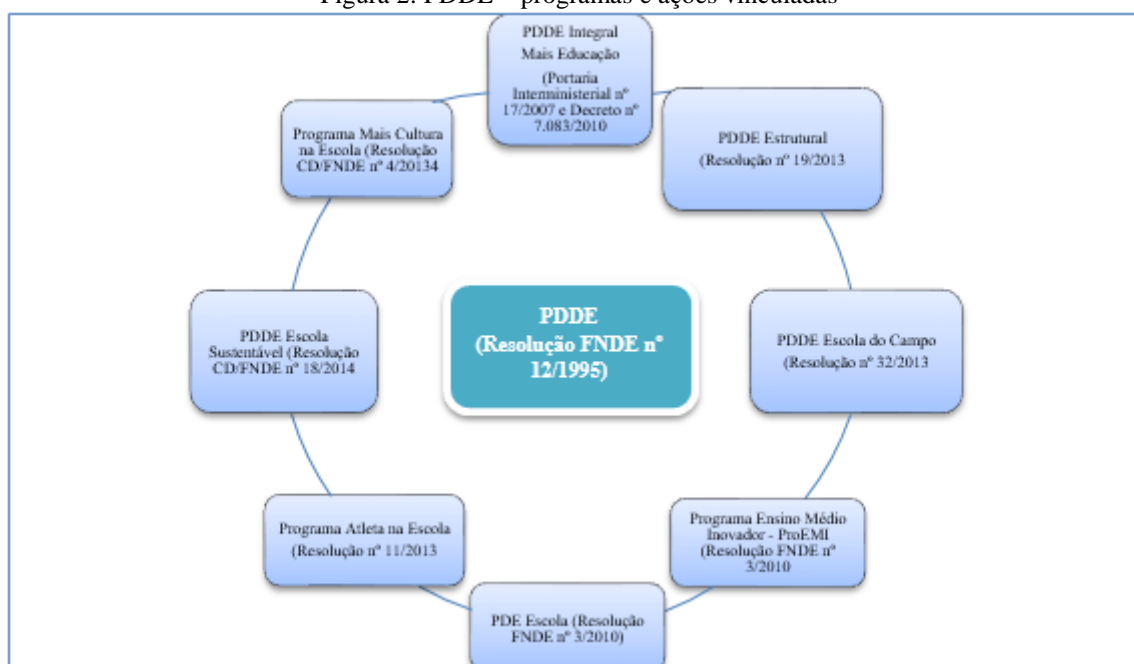 Figura 2: PDDE – programas e ações vinculadas
PDDE Integral
Mais Educação
(Portaria
Interministerial nº
17/2007 e Decreto nº
7.083/2010
PDDE Estrutural
(Resolução nº 19/2013
PDDE Escola do Campo
(Resolução nº 32/2013
Programa Ensino Médio
Inovador - ProEMI
(Resolução FNDE nº
3/2010
PDE Escola (Resolução
FNDE nº 3/2010)
Programa Atleta na Escola
(Resolução nº 11/2013
PDDE Escola
Sustentável (Resolução
CD/FNDE nº 18/2014
Programa Mais Cultura
na Escola (Resolução
CD/FNDE nº 4/20134
PDDE
(Resolução FNDE nº
12/1995)